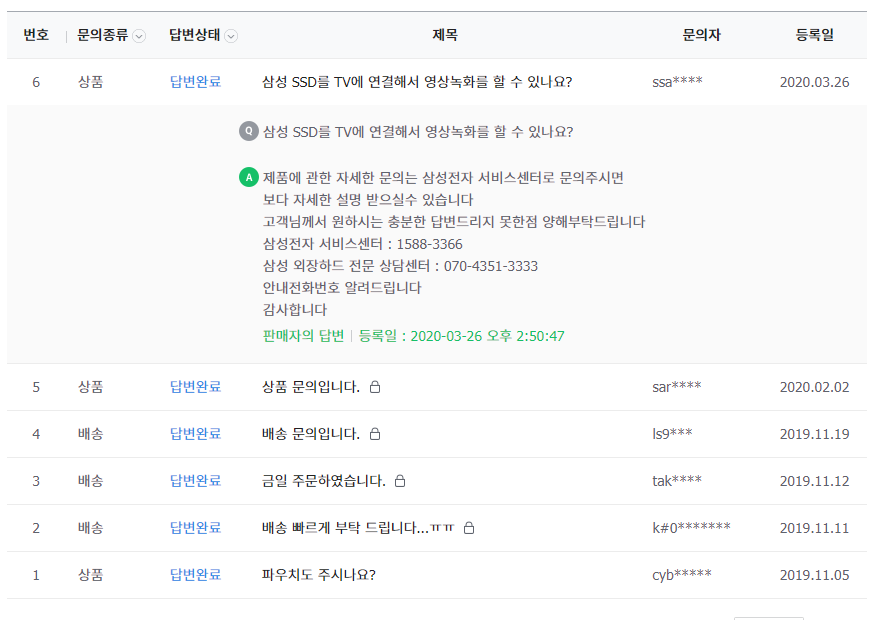 번호 문의종류 답변상태 제목 문의자 등록일
6 상품 답변완료 삼성 SSD를 TV에 연결해서 영상녹화를 할 수 있나요? ssa**** 2020.03.26
Q 삼성 SSD를 TV에 연결해서 영상녹화를 할 수 있나요?
A 제품에 관한 자세한 문의는 삼성전자 서비스센터로 문의주시면
보다 자세한 설명 받으실수 있습니다
고객님께서 원하시는 충분한 답변드리지 못한점 양해부탁드립니다
삼성전자 서비스센터 : 1588-3366
삼성 외장하드 전문 상담센터 : 070-4351-3333
안내전화번호 알려드립니다
감사합니다
판매자의 답변 | 등록일 : 2020-03-26 오후 2:50:47
5 상품 답변완료 상품 문의입니다. sar**** 2020.02.02
4 배송 답변완료 배송 문의입니다. ls9*** 2019.11.19
3 배송 답변완료 금일 주문하였습니다. tak**** 2019.11.12
2 배송 답변완료 배송 빠르게 부탁 드립니다...ㅠㅠ k#0******* 2019.11.11
1 상품 답변완료 파우치도 주시나요? cyb***** 2019.11.05